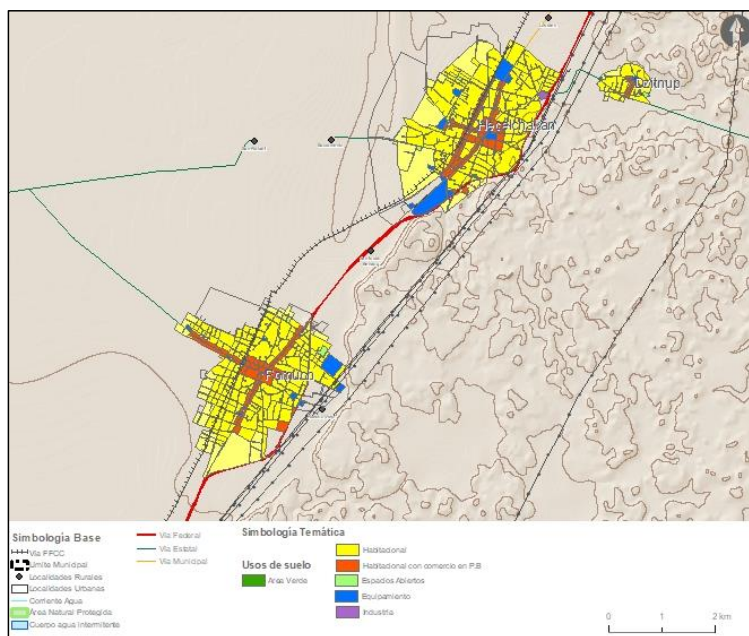 Dzitnup
Hecelchakan
Pomuch
Simbología Base
Vía FFCC
Límite Municipal
Localidades Rurales
Localidades Urbanas
Corriente Agua
Área Natural Protegida
Cuerpo agua intermitente
Vía Federal
Vía Estatal
Vía Municipal
Simbología Temática
Usos de suelo
Area Verde
Habitacional
Habitacional con comercio en P.B
Espacios Abiertos
Equipamiento
Industria
0 1 2 km